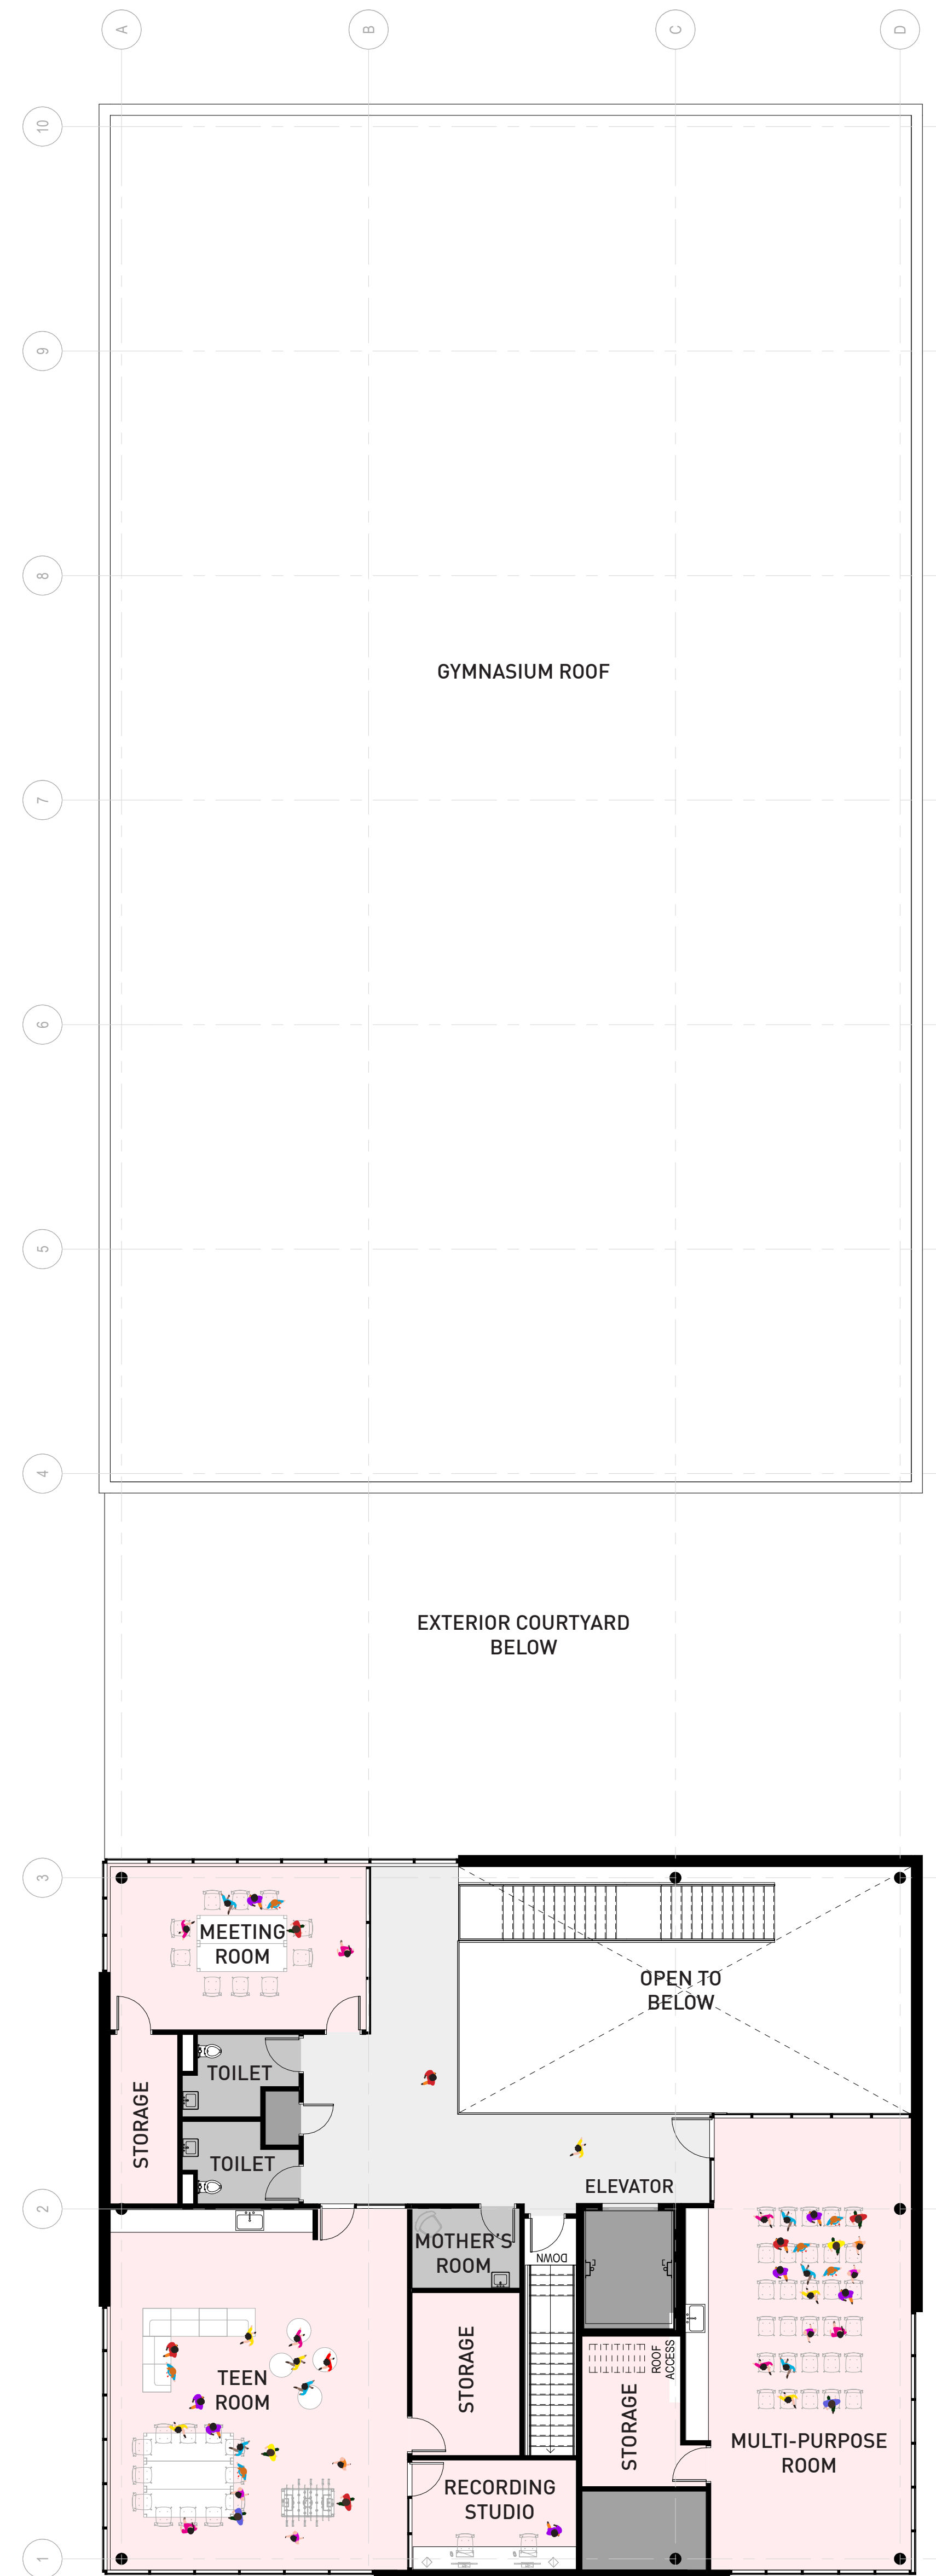 A
B
C
D
10
9
8
GYMNASIUM ROOF
7
6
5
4
EXTERIOR COURTYARD
BELOW
3
MEETING
ROOM
OPEN TO
BELOW
TOILET
STORAGE
TOILET
ELEVATOR
2
MOTHER'S
ROOM
DOWN
ROOF
ACCESS
TEEN
ROOM
STORAGE
STORAGE
MULTI-PURPOSE
ROOM
RECORDING
STUDIO
1